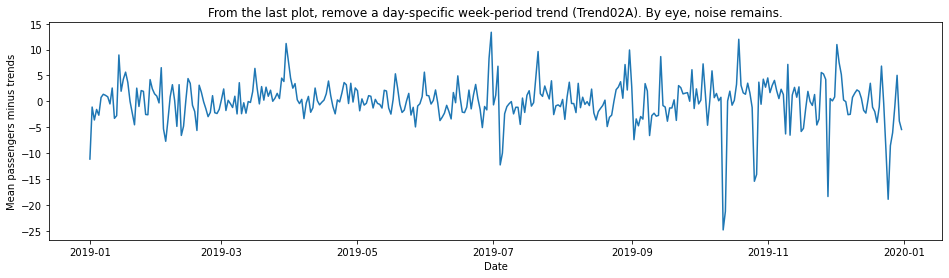 From the last plot, remove a day-specific week-period trend (Trend02A). By eye, noise remains.
15
10
5
0
−5
−10
−15
−20
−25
Mean passengers minus trends
2019-01 2019-03 2019-05 2019-07 2019-09 2019-11 2020-01
Date